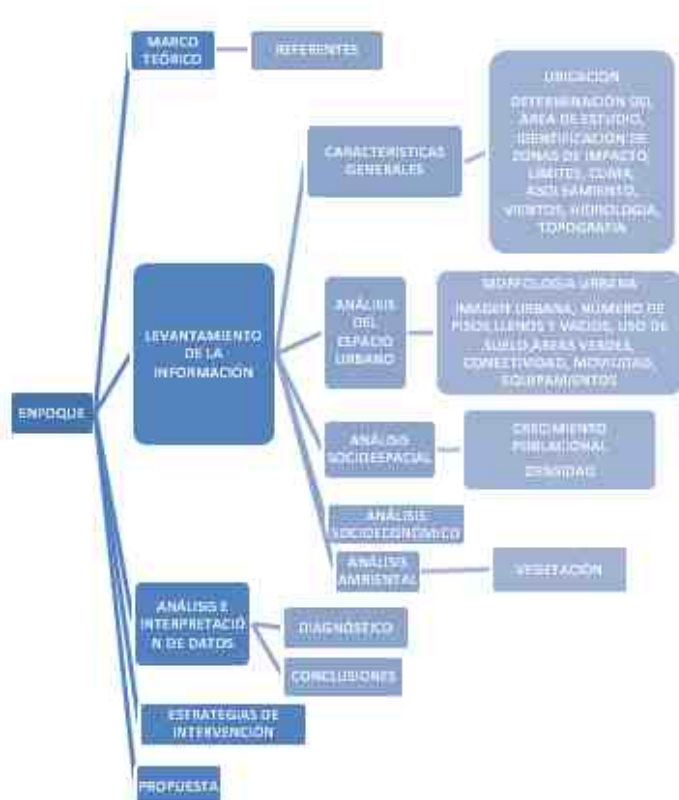 MARCO
TEÓRICO
REFERENTES
UBICACION
DETERMINACIÓN DEL
ÁREA DE ESTUDIO,
IDENTIFICACIÓN DE
ZONAS DE IMPACTO,
LIMITES, CLIMA,
ASOLEAMIENTO,
VIENTOS, HIDROLOGIA,
TOPOGRAFIA
CARACTERISTICAS
GENERALES
LEVANTAMIENTO
DE LA
INFORMACIÓN
ANÁLISIS
DEL
ESPACIO
URBANO
MORFOLOGIA URBANA
IMAGEN URBANA, NÚMERO DE
PISOS, LLENOS Y VACIOS, USO DE
SUELO, ÁREAS VERDES,
CONECTIVIDAD, MOVILIDAD,
EQUIPAMIENTOS
ENFOQUE
ANÁLISIS
SOCIOESPACIAL
CRECIMIENTO
POBLACIONAL
DENSIDAD
ANÁLISIS
SOCIOECONÓMICO
ANÁLISIS
AMBIENTAL
VEGETACIÓN
ANÁLISIS E
INTERPRETACIÓ
N DE DATOS
DIAGNÓSTICO
CONCLUSIONES
ESTRATEGIAS DE
INTERVENCIÓN
PROPUESTA